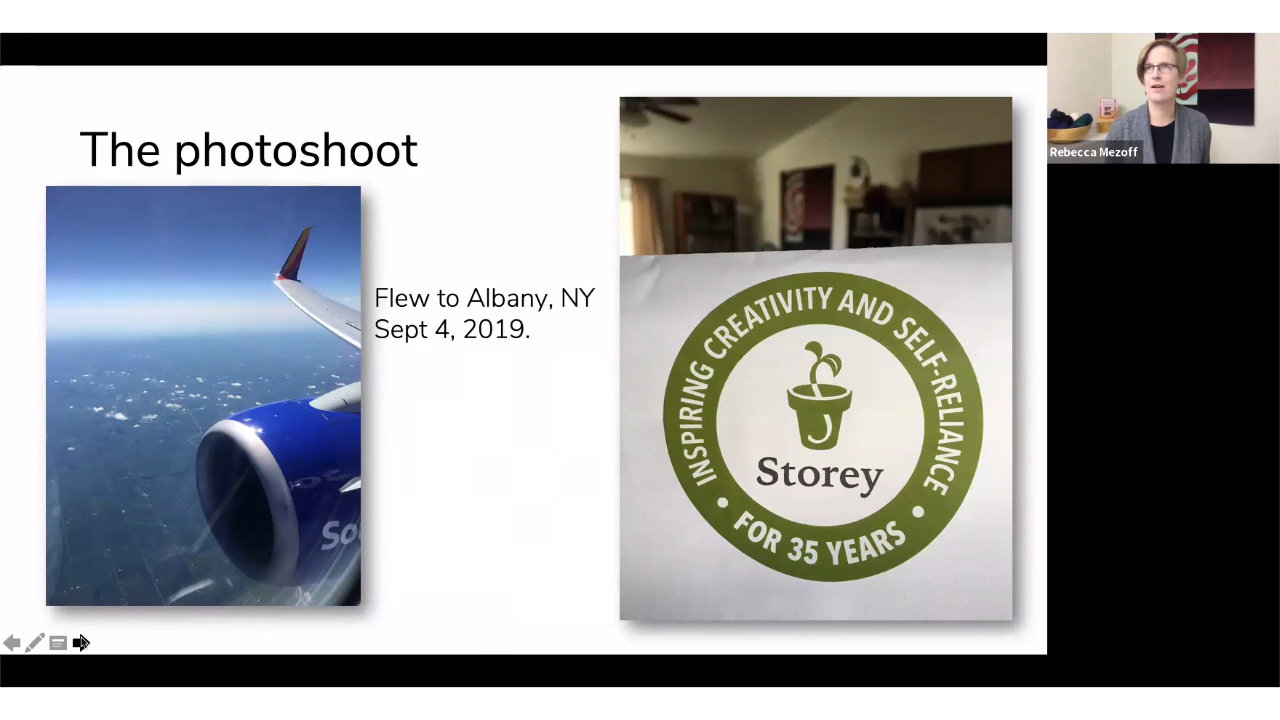 The photoshoot
Flew to Albany, NY
Sept 4, 2019.
So
INSPIRING CREATIVITY AND SELF-RELIANCE
Storey
• FOR 35 YEARS •
Rebecca Mezoff